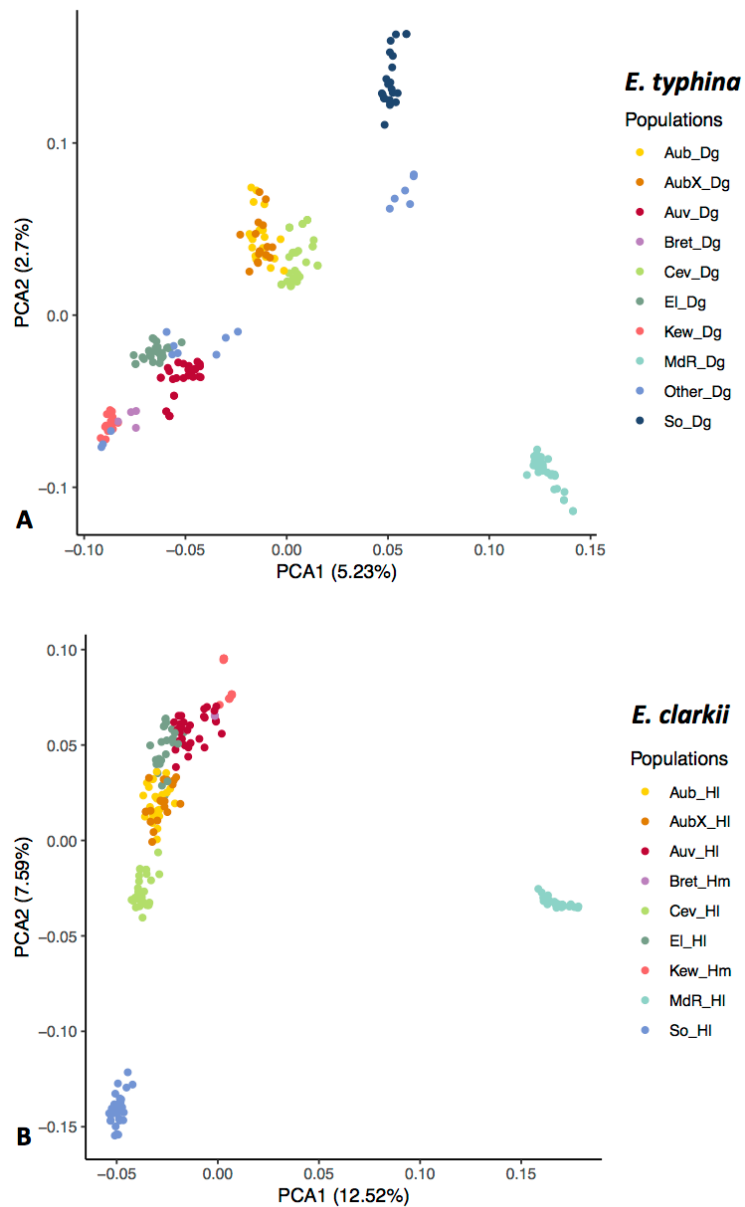 E. typhina
Populations
Aub_Dg
AubX_Dg
Auv_Dg
Bret_Dg
Cev_Dg
El_Dg
Kew_Dg
MdR_Dg
Other_Dg
So_Dg
PCA2 (2.7%)
0.1
0.0
−0.1
A
−0.10 −0.05 0.00 0.05 0.10 0.15
PCA1 (5.23%)
E. clarkii
Populations
Aub_Hl
AubX_Hl
Auv_Hl
Bret_Hm
Cev_Hl
El_Hl
Kew_Hm
MdR_Hl
So_Hl
PCA2 (7.59%)
0.10
0.05
0.00
−0.05
−0.10
−0.15
B
−0.05 0.00 0.05 0.10 0.15
PCA1 (12.52%)